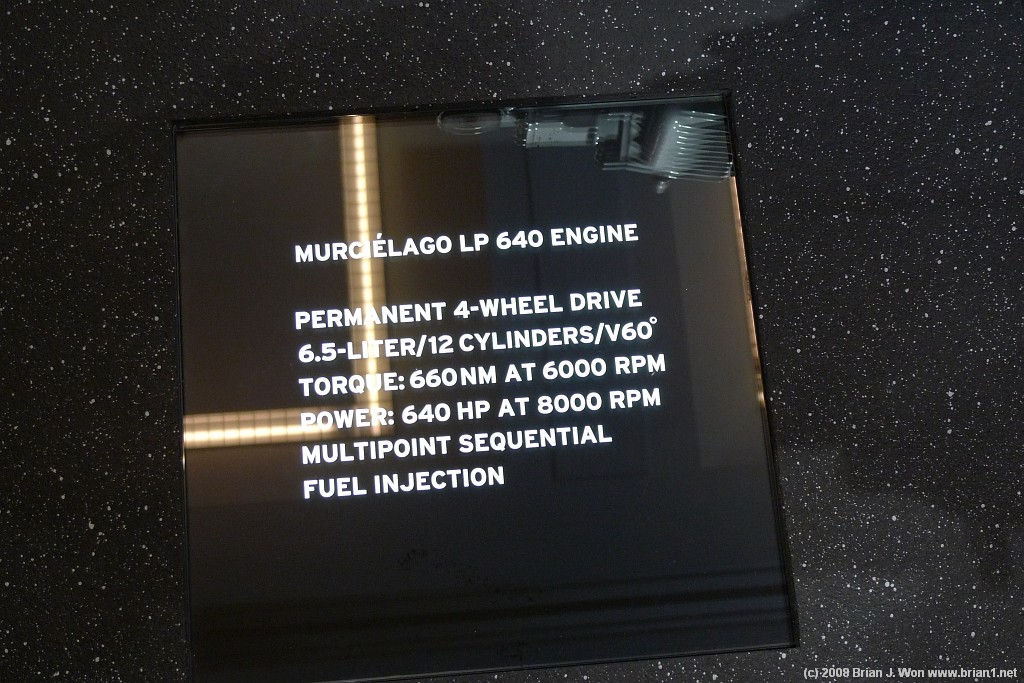 MURCIÉLAGO LP 640 ENGINE
PERMANENT 4-WHEEL DRIVE
6.5-LITER/12 CYLINDERS/V60°
TORQUE: 660NM AT 6000 RPM
POWER: 640 HP AT 8000 RPM
MULTIPOINT SEQUENTIAL
FUEL INJECTION
(c) 2009 Brian J. Won www.brian1.net